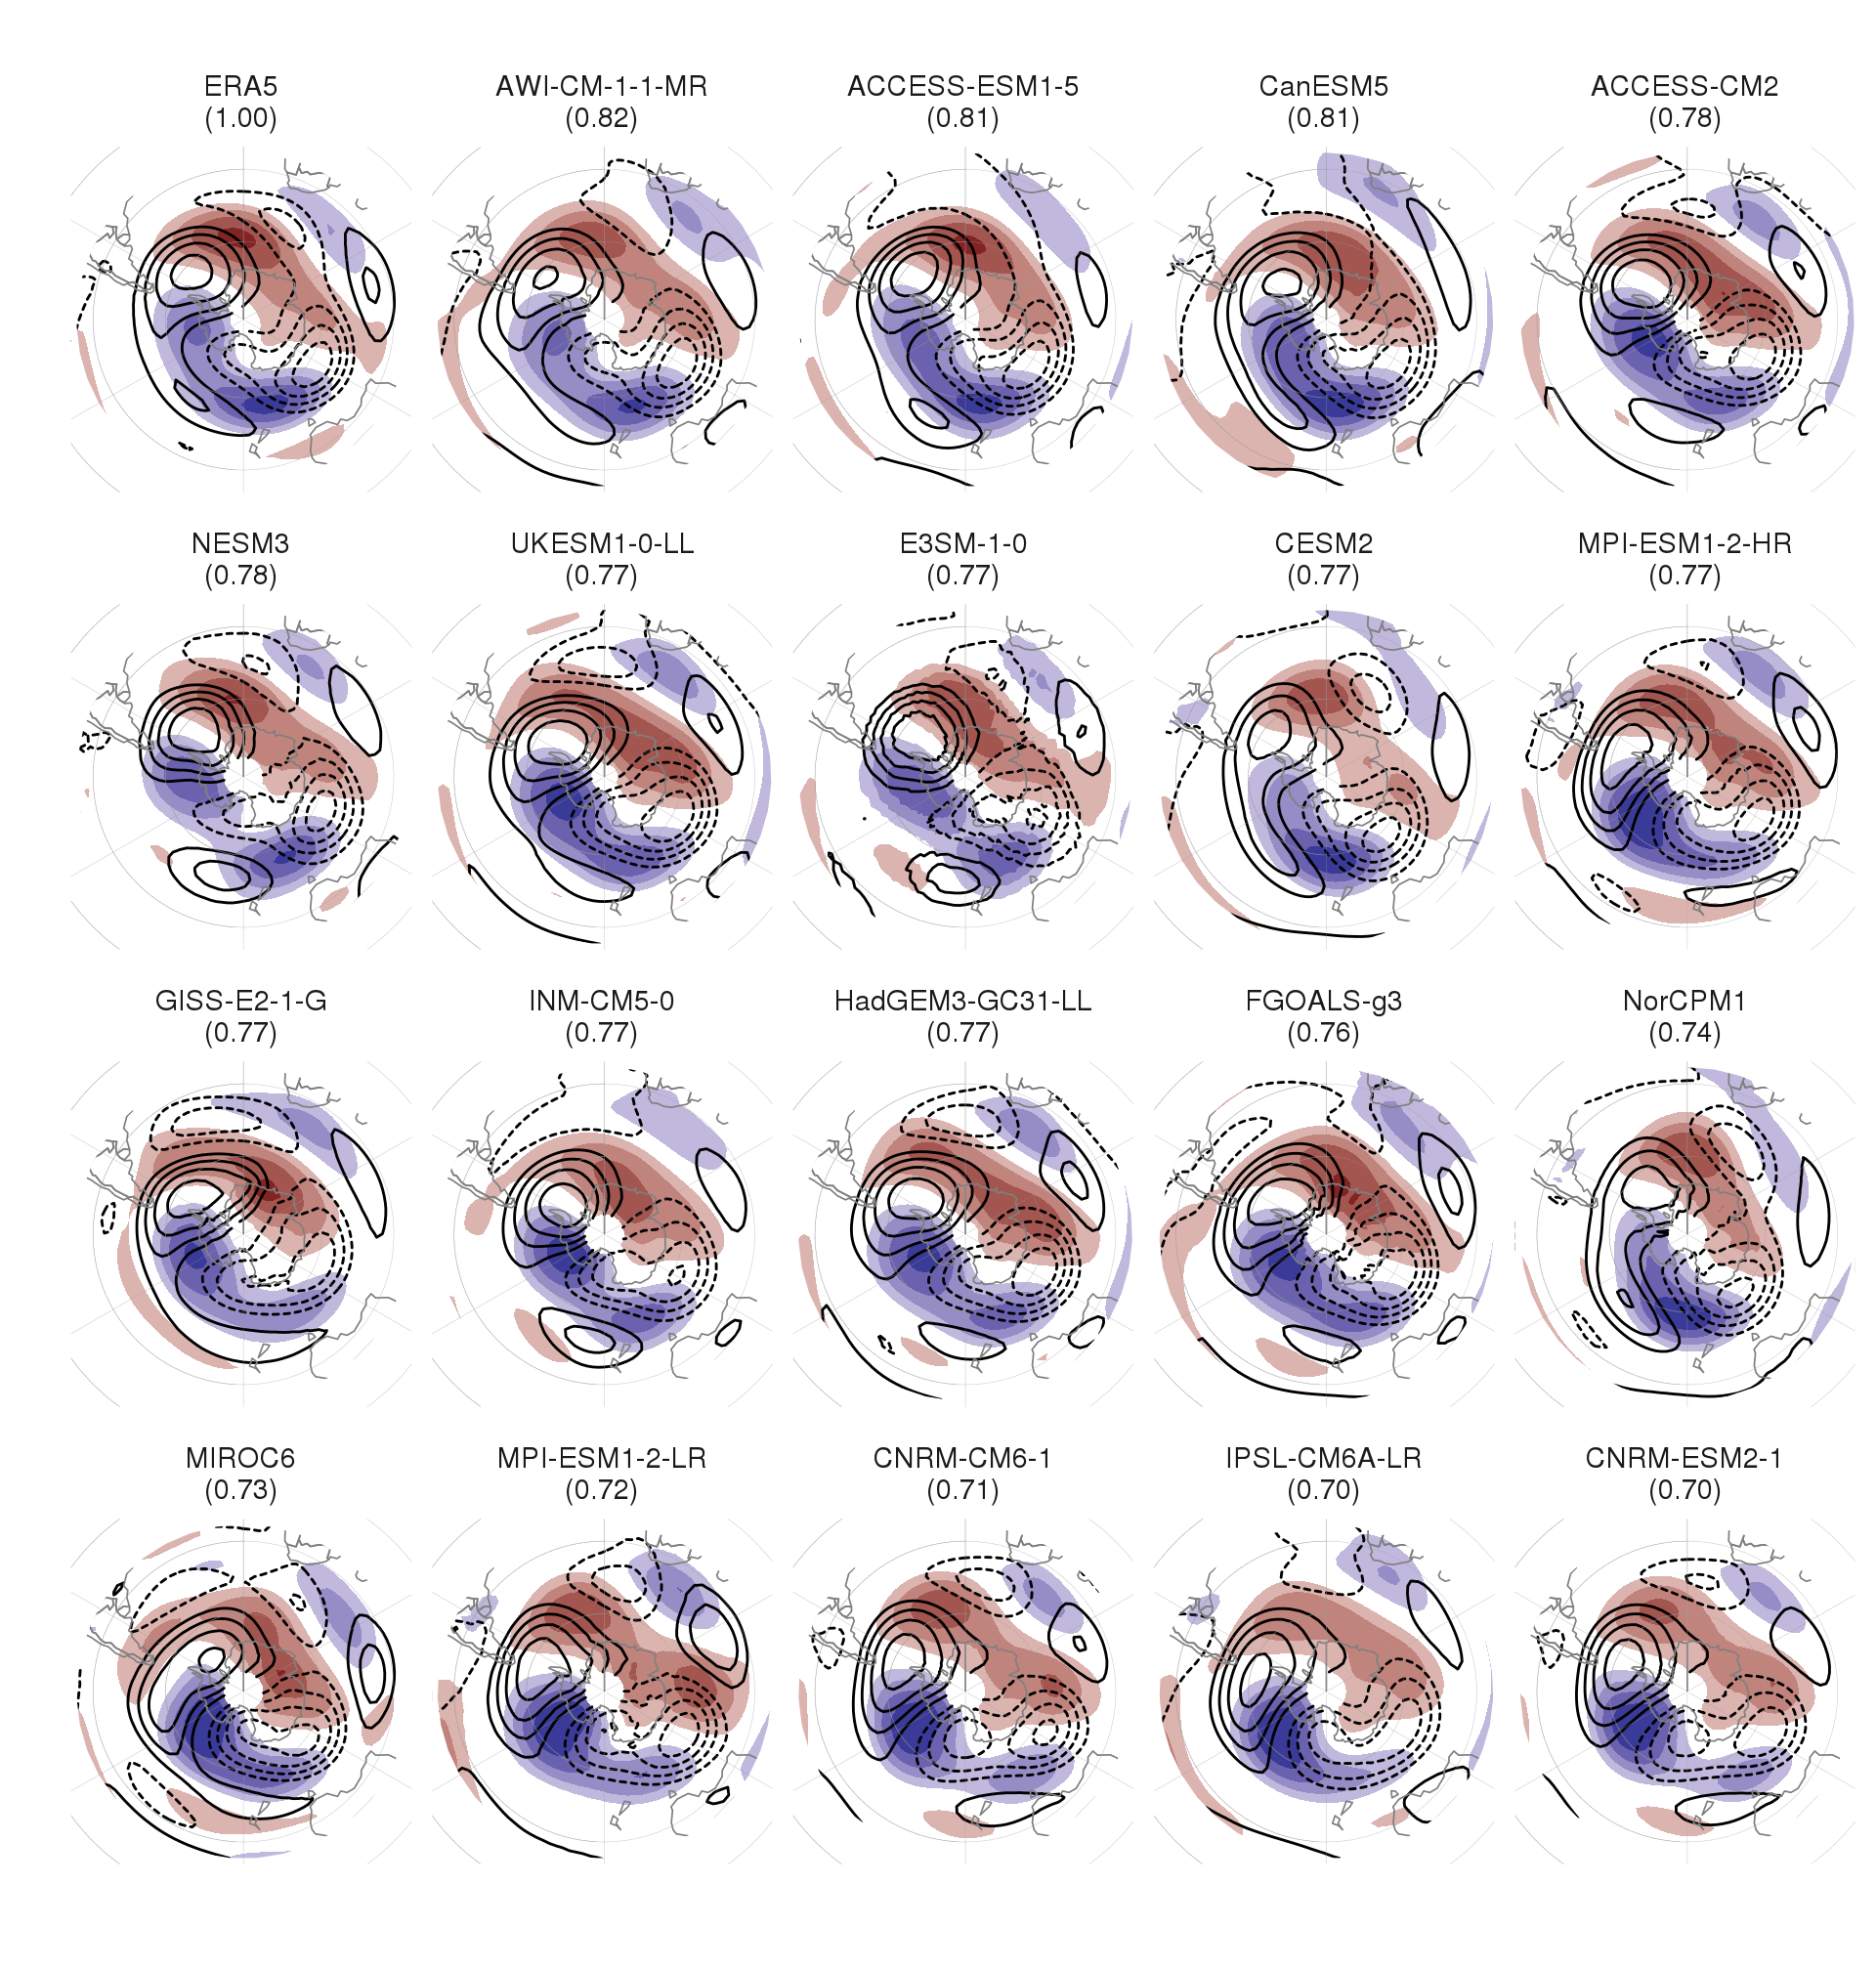 ERA5
(1.00)
AWI-CM-1-1-MR
(0.82)
ACCESS-ESM1-5
(0.81)
CanESM5
(0.81)
ACCESS-CM2
(0.78)
NESM3
(0.78)
UKESM1-0-LL
(0.77)
E3SM-1-0
(0.77)
CESM2
(0.77)
MPI-ESM1-2-HR
(0.77)
GISS-E2-1-G
(0.77)
INM-CM5-0
(0.77)
HadGEM3-GC31-LL
(0.77)
FGOALS-g3
(0.76)
NorCPM1
(0.74)
MIROC6
(0.73)
MPI-ESM1-2-LR
(0.72)
CNRM-CM6-1
(0.71)
IPSL-CM6A-LR
(0.70)
CNRM-ESM2-1
(0.70)